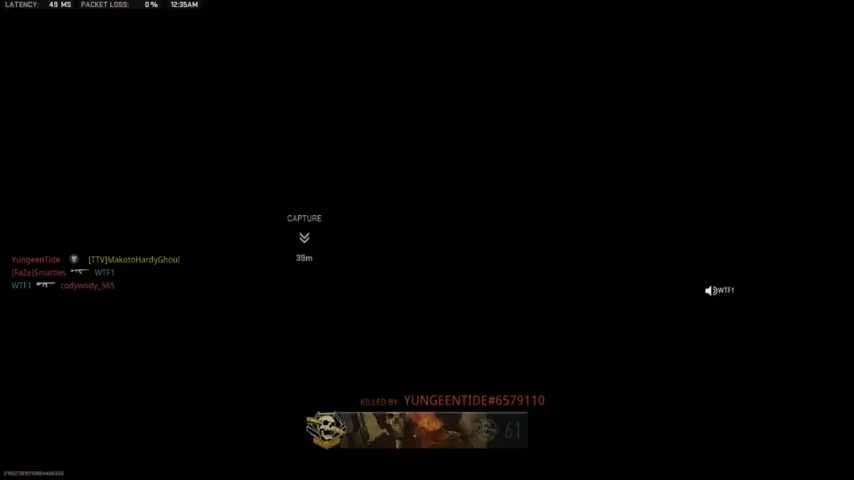 LATENCY: 49 MS PACKET LOSS: 0% 12:35AM
CAPTURE
39m
YungeenTide [TTV]MakotoHardyGhoul
[FaZe]Smarties WTF1
WTF1 codywody_565
WTF1
KILLED BY: YUNGEENTIDE#6579110
61